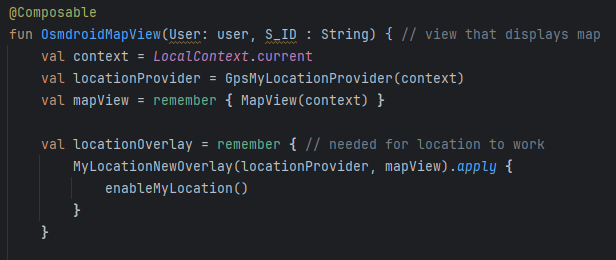 @Composable
fun OsmdroidMapView(User: user, S_ID : String) { // view that displays map
    val context = LocalContext.current
    val locationProvider = GpsMyLocationProvider(context)
    val mapView = remember { MapView(context) }

    val locationOverlay = remember { // needed for location to work
        MyLocationNewOverlay(locationProvider, mapView).apply {
            enableMyLocation()
        }
    }